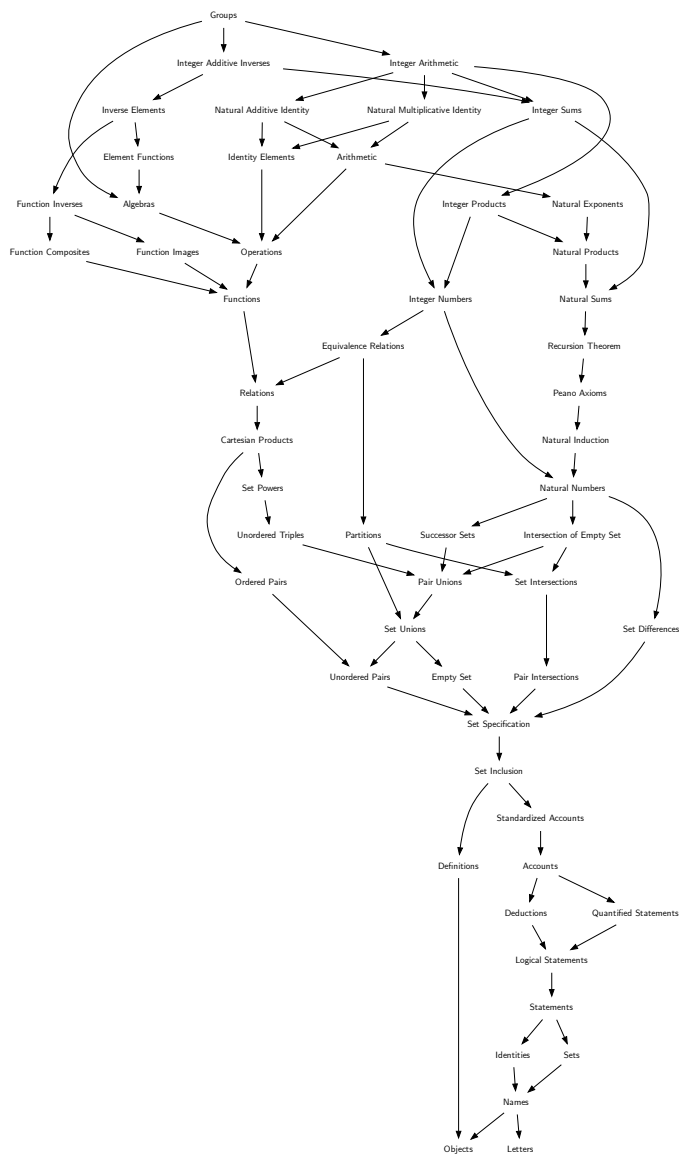 Groups
Integer Additive Inverses
Integer Arithmetic
Inverse Elements
Natural Additive Identity
Natural Multiplicative Identity
Integer Sums
Element Functions
Identity Elements
Arithmetic
Function Inverses
Algebras
Integer Products
Natural Exponents
Function Composites
Function Images
Operations
Natural Products
Functions
Integer Numbers
Natural Sums
Equivalence Relations
Recursion Theorem
Relations
Peano Axioms
Cartesian Products
Natural Induction
Set Powers
Natural Numbers
Unordered Triples
Partitions
Successor Sets
Intersection of Empty Set
Ordered Pairs
Pair Unions
Set Intersections
Set Unions
Set Differences
Unordered Pairs
Empty Set
Pair Intersections
Set Specification
Set Inclusion
Standardized Accounts
Definitions
Accounts
Deductions
Quantified Statements
Logical Statements
Statements
Identities
Sets
Names
Objects
Letters